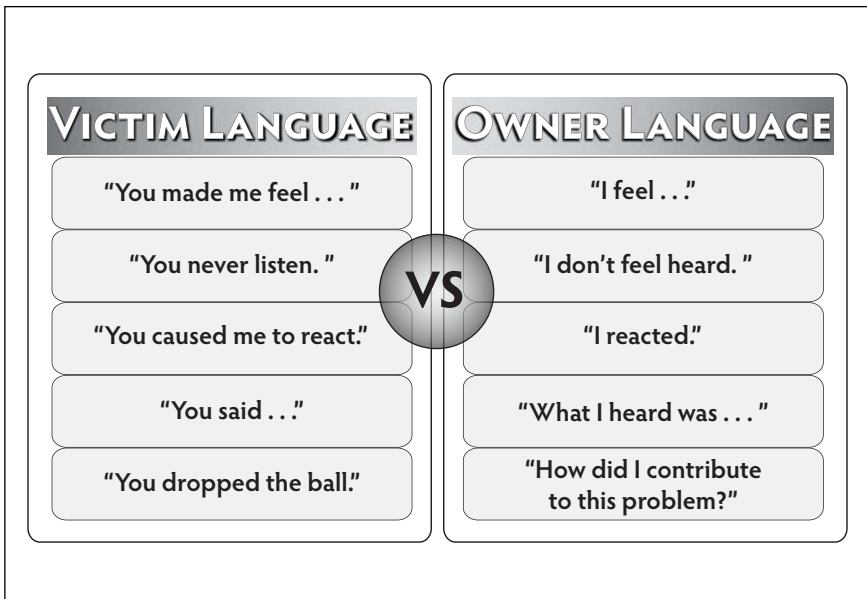 VICTIM LANGUAGE
"You made me feel . . . "
"You never listen. "
"You caused me to react."
"You said . . ."
"You dropped the ball."
VS
OWNER LANGUAGE
"I feel . . ."
"I don't feel heard. "
"I reacted."
"What I heard was . . . "
"How did I contribute
to this problem?"